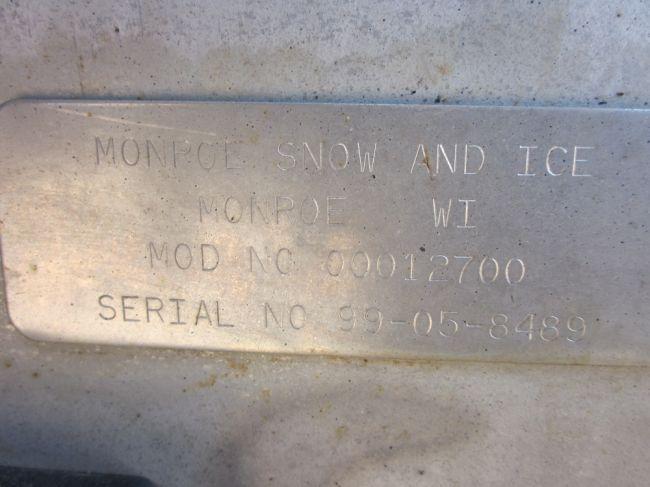 MONROE SNOW AND ICE
MONROE WI
MOD NO 00012700
SERIAL NO 99-05-8489